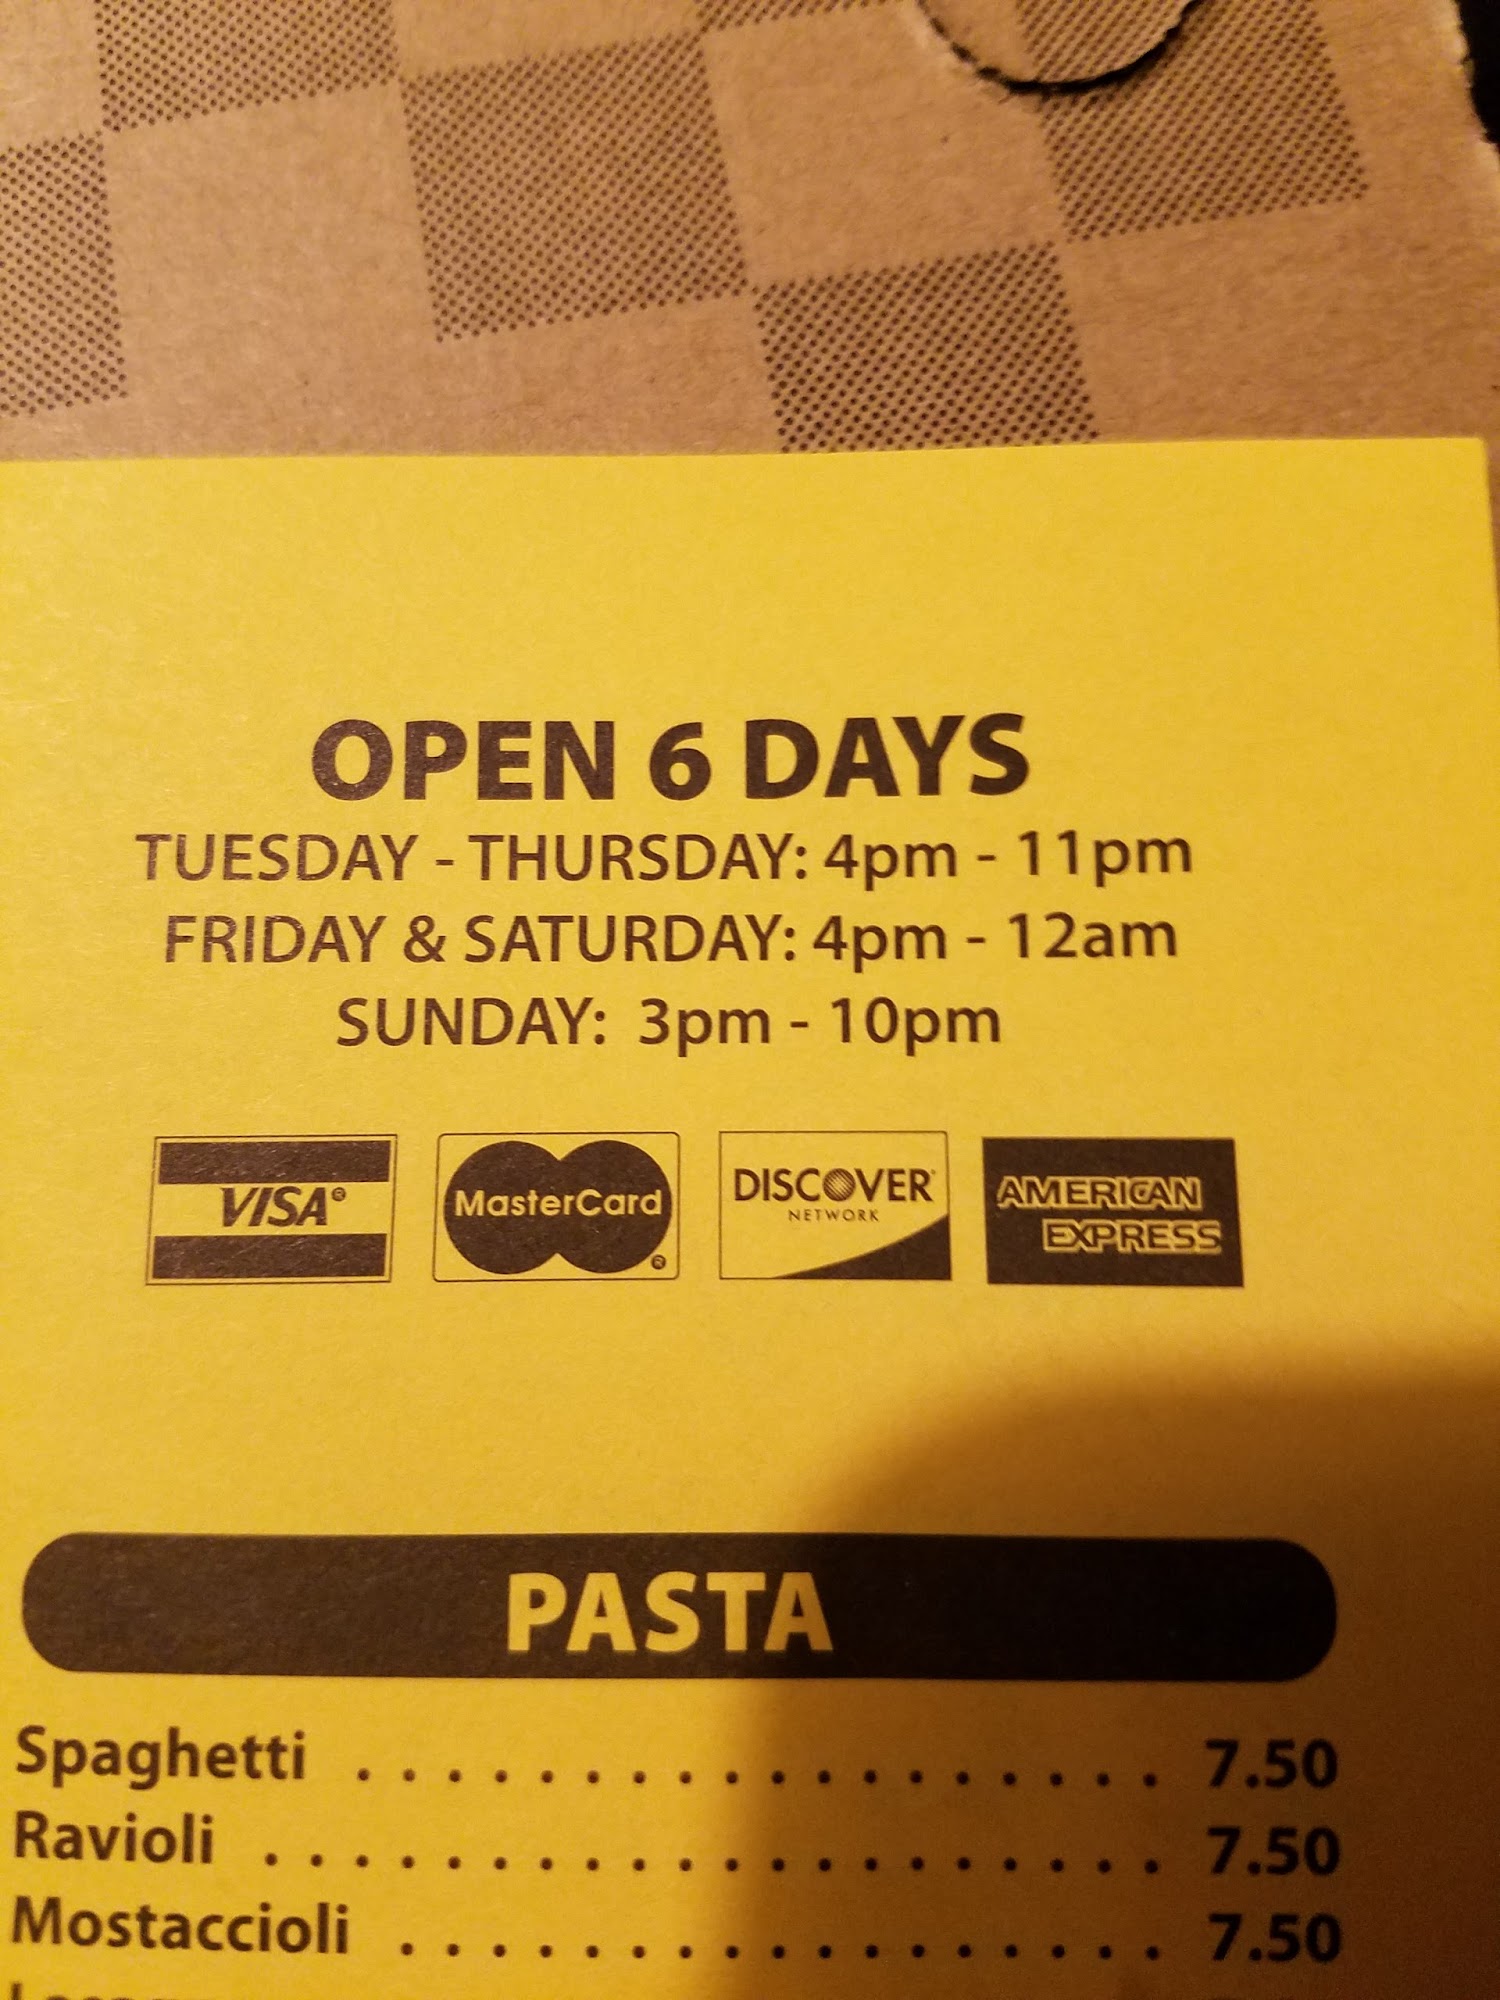 OPEN 6 DAYS
TUESDAY - THURSDAY: 4pm - 11pm
FRIDAY & SATURDAY: 4pm - 12am
SUNDAY: 3pm - 10pm
VISA® MasterCard® DISCOVER® NETWORK AMERICAN EXPRESS
PASTA
Spaghetti . . . . . . . . . . . . . . . . . . 7.50
Ravioli . . . . . . . . . . . . . . . . . . . . 7.50
Mostaccioli . . . . . . . . . . . . . . . . . 7.50